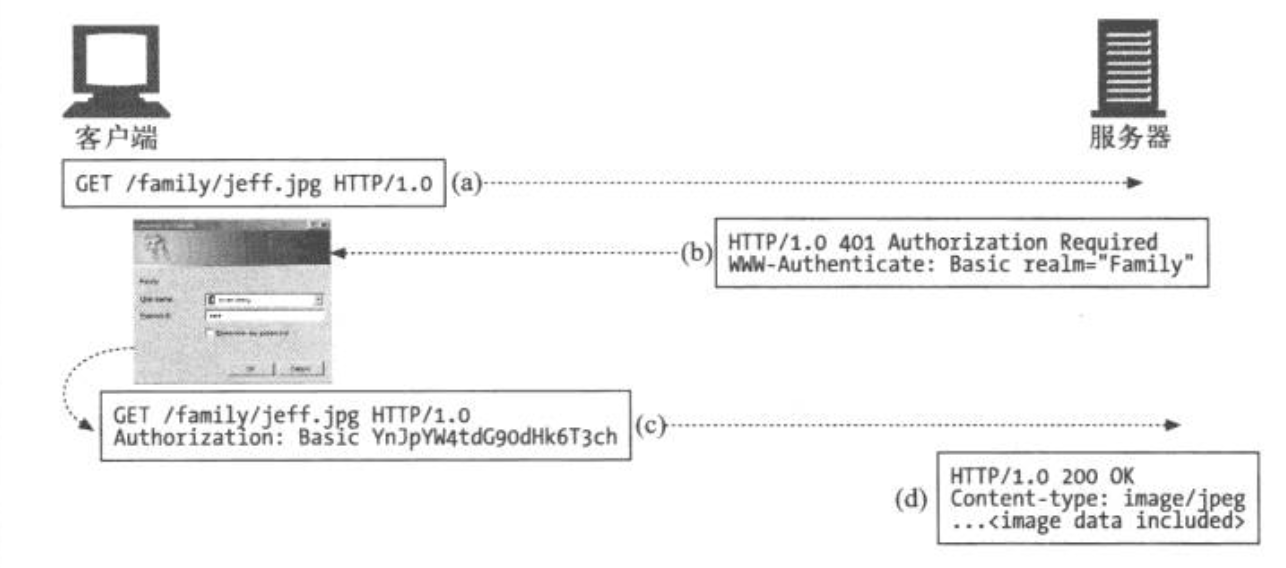 客户端
服务器
GET /family/jeff.jpg HTTP/1.0
(a)
(b)
HTTP/1.0 401 Authorization Required
WWW-Authenticate: Basic realm="Family"
GET /family/jeff.jpg HTTP/1.0
Authorization: Basic YnJpYW4tdG90dHk6T3ch
(c)
(d)
HTTP/1.0 200 OK
Content-type: image/jpeg
...<image data included>